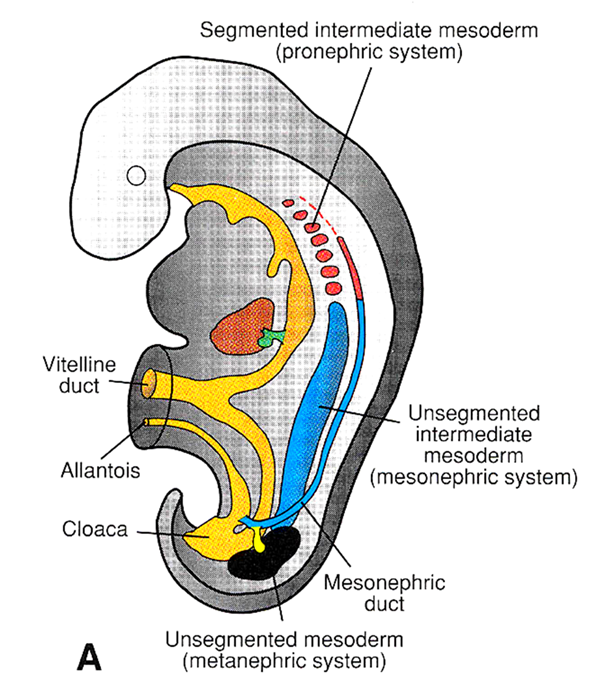 Segmented intermediate mesoderm
(pronephric system)
Vitelline
duct
Unsegmented
intermediate
mesoderm
(mesonephric system)
Allantois
Cloaca
Mesonephric
duct
Unsegmented mesoderm
(metanephric system)
A